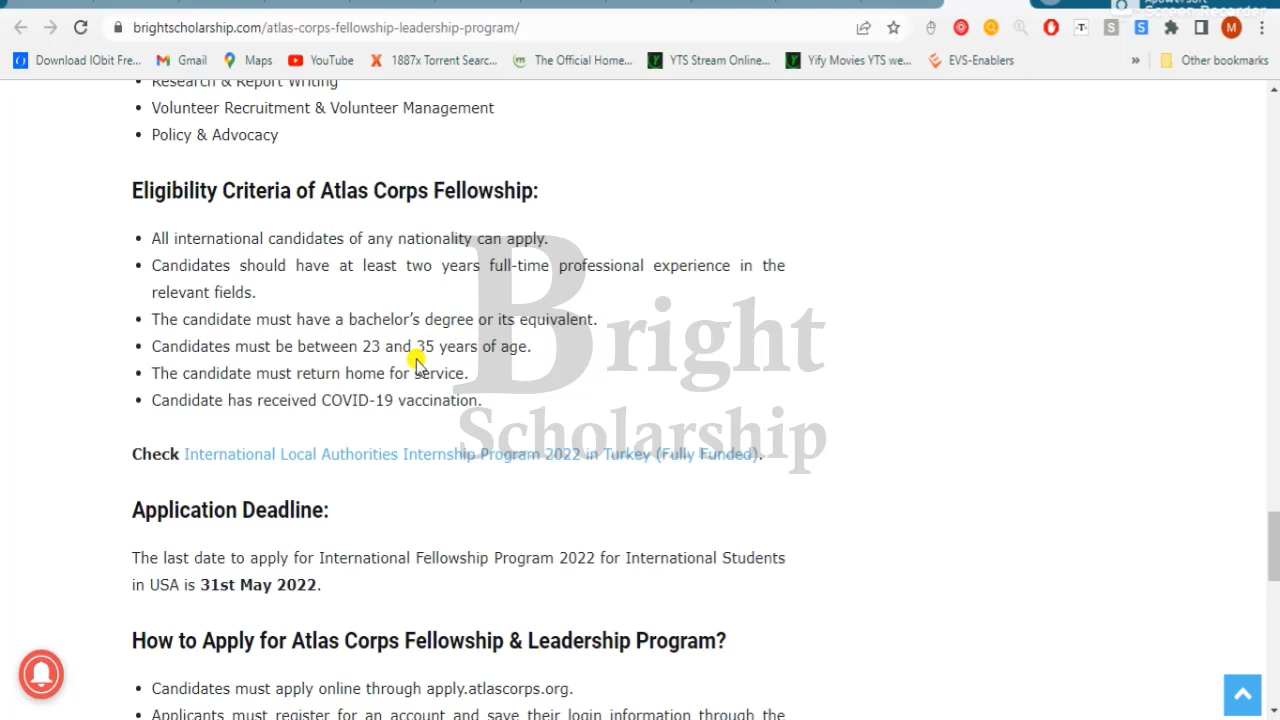 Apowersoft
Screen Recorder
brightscholarship.com/atlas-corps-fellowship-leadership-program/
Download IObit Fre... Gmail Maps YouTube 1887x Torrent Searc... The Official Home... YTS Stream Online... Yify Movies YTS we... EVS-Enablers » Other bookmarks
• Research & Report Writing
• Volunteer Recruitment & Volunteer Management
• Policy & Advocacy
Eligibility Criteria of Atlas Corps Fellowship:
• All international candidates of any nationality can apply.
• Candidates should have at least two years full-time professional experience in the
relevant fields.
• The candidate must have a bachelor’s degree or its equivalent.
• Candidates must be between 23 and 35 years of age.
• The candidate must return home for service.
• Candidate has received COVID-19 vaccination.
Bright
Scholarship
Check International Local Authorities Internship Program 2022 in Turkey (Fully Funded).
Application Deadline:
The last date to apply for International Fellowship Program 2022 for International Students
in USA is 31st May 2022.
How to Apply for Atlas Corps Fellowship & Leadership Program?
• Candidates must apply online through apply.atlascorps.org.
• Applicants must register for an account and save their login information through the